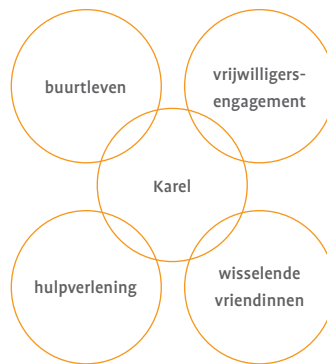 buurtleven
vrijwilligers-
engagement
Karel
hulpverlening
wisselende
vriendinnen